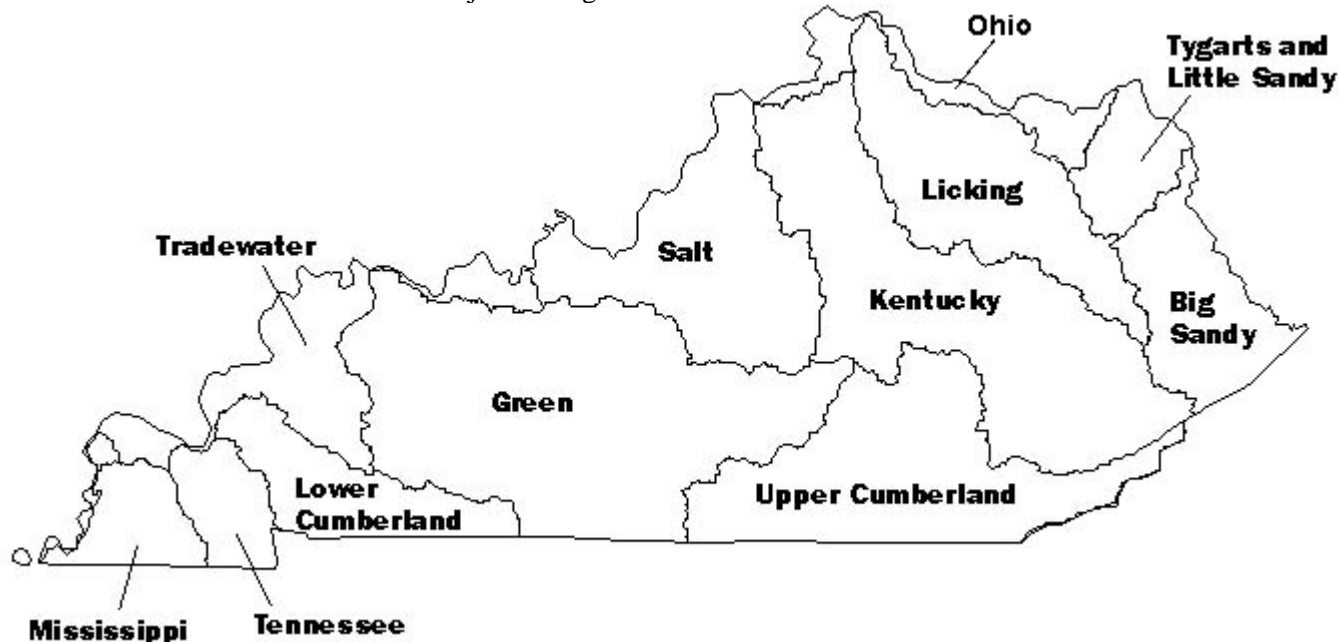 Ohio
Tygarts and
Little Sandy
Licking
Tradewater
Salt
Kentucky
Big
Sandy
Green
Lower
Cumberland
Upper Cumberland
Mississippi
Tennessee